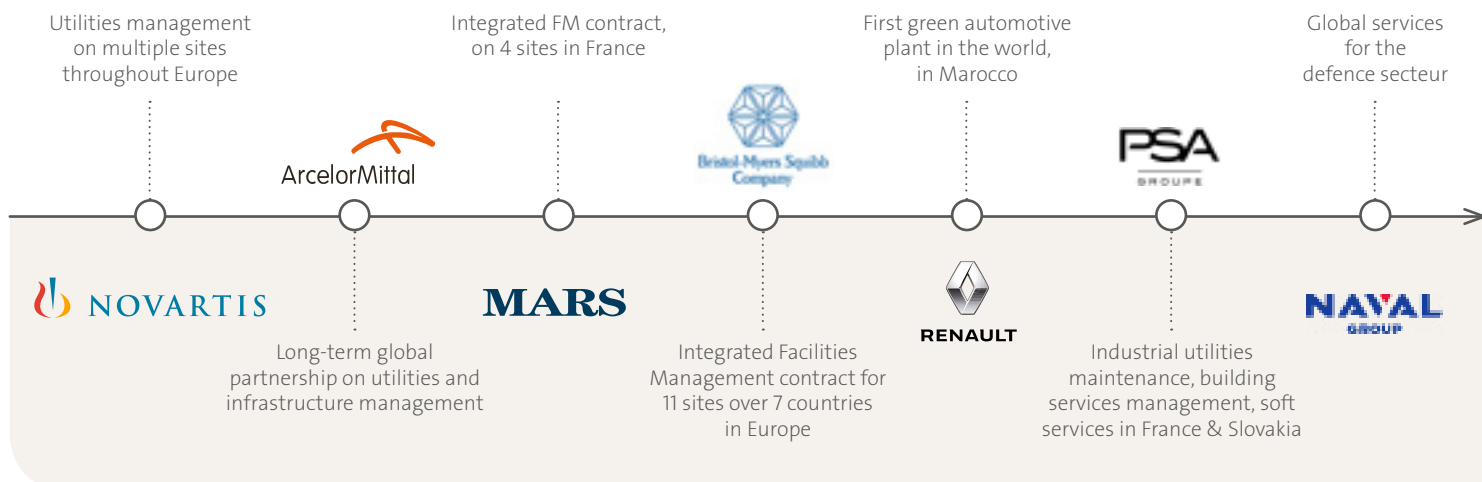 Utilities management
on multiple sites
throughout Europe
NOVARTIS
ArcelorMittal
Long-term global
partnership on utilities and
infrastructure management
Integrated FM contract,
on 4 sites in France
MARS
Bristol-Myers Squibb
Company
Integrated Facilities
Management contract for
11 sites over 7 countries
in Europe
First green automotive
plant in the world,
in Marocco
RENAULT
PSA
GROUPE
Industrial utilities
maintenance, building
services management, soft
services in France & Slovakia
Global services
for the
defence secteur
NAVAL
GROUP